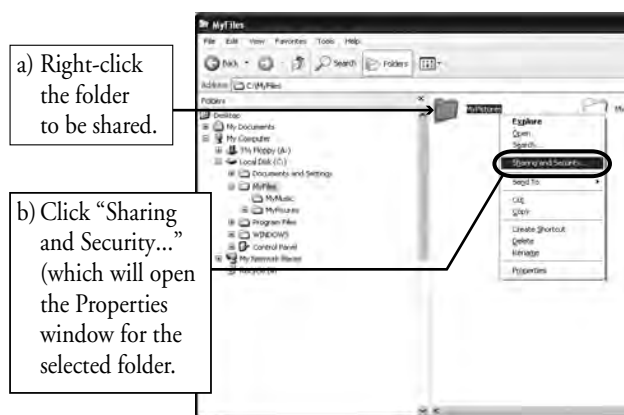 MyFiles
File Edit View Favorites Tools Help
Back Search Folders
Address C:\MyFiles
Folders
a) Right-click
the folder
to be shared.
Desktop
My Documents
My Computer
3½ Floppy (A:)
Local Disk (C:)
Documents and Settings
MyFiles
MyMusic
MyPictures
Program Files
WINDOWS
Control Panel
My Network Places
Recycle Bin
MyPictures
Explore
Open
Search...
Sharing and Security...
Send To
Cut
Copy
Create Shortcut
Delete
Rename
Properties
b) Click “Sharing
and Security...”
(which will open
the Properties
window for the
selected folder.